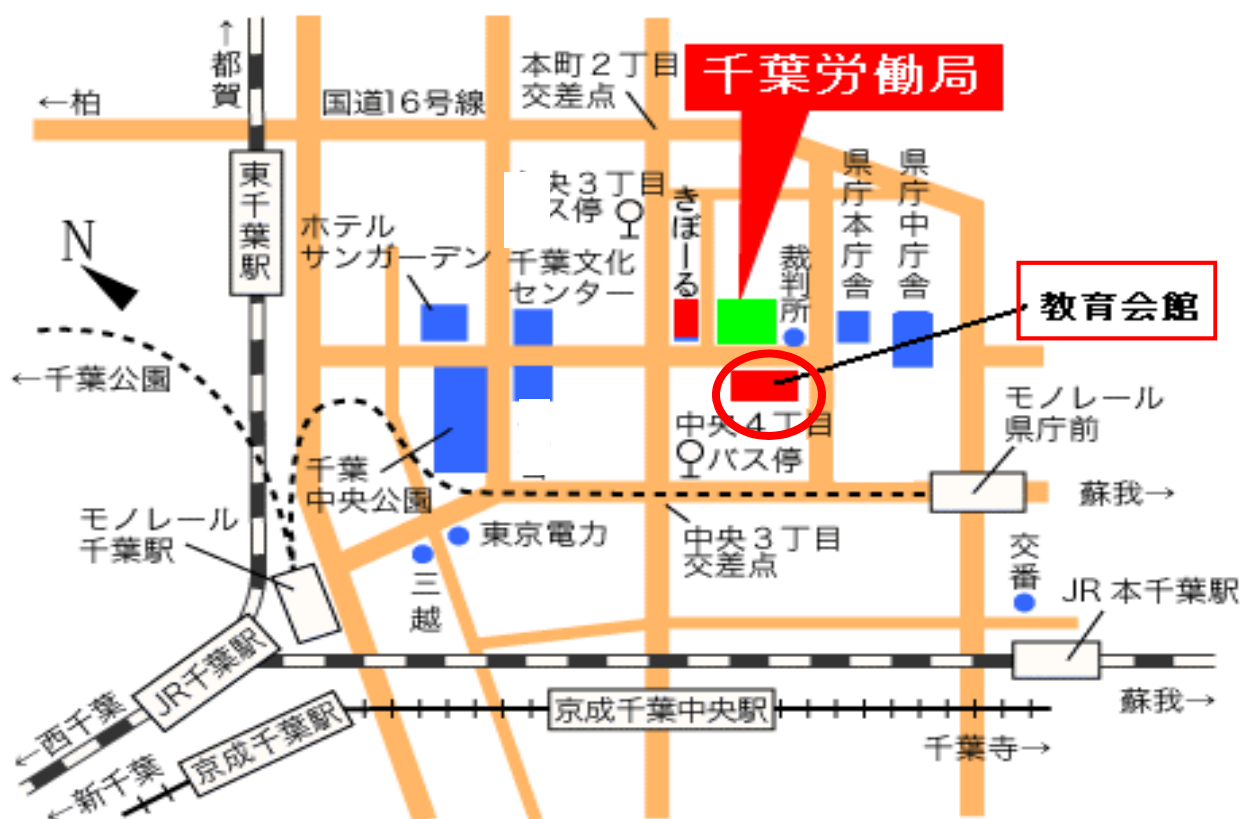 ↑都賀
本町２丁目
交差点
千葉労働局
←柏
国道16号線
東千葉駅
央３丁目
ス停
きぼーる
県庁本庁舎
県庁中庁舎
N
ホテル
サンガーデン
千葉文化
センター
裁判所
教育会館
←千葉公園
モノレール
県庁前
中央４丁目
バス停
千葉
中央公園
蘇我→
モノレール
千葉駅
東京電力
中央３丁目
交差点
三越
交番
JR 本千葉駅
JR千葉駅
←西千葉
京成千葉駅
京成千葉中央駅
蘇我→
千葉寺→
←新千葉